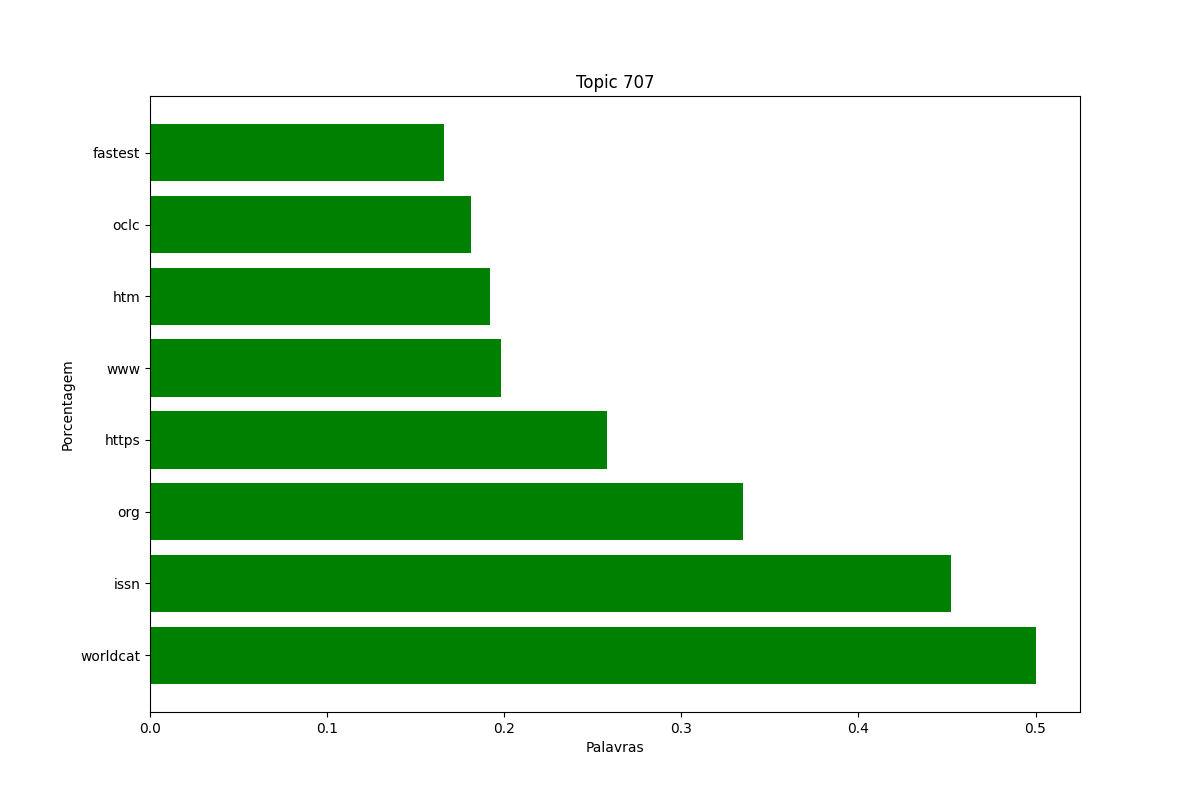 Topic 707
fastest
oclc
htm
www
https
org
issn
worldcat
Porcentagem
0.0 0.1 0.2 0.3 0.4 0.5
Palavras